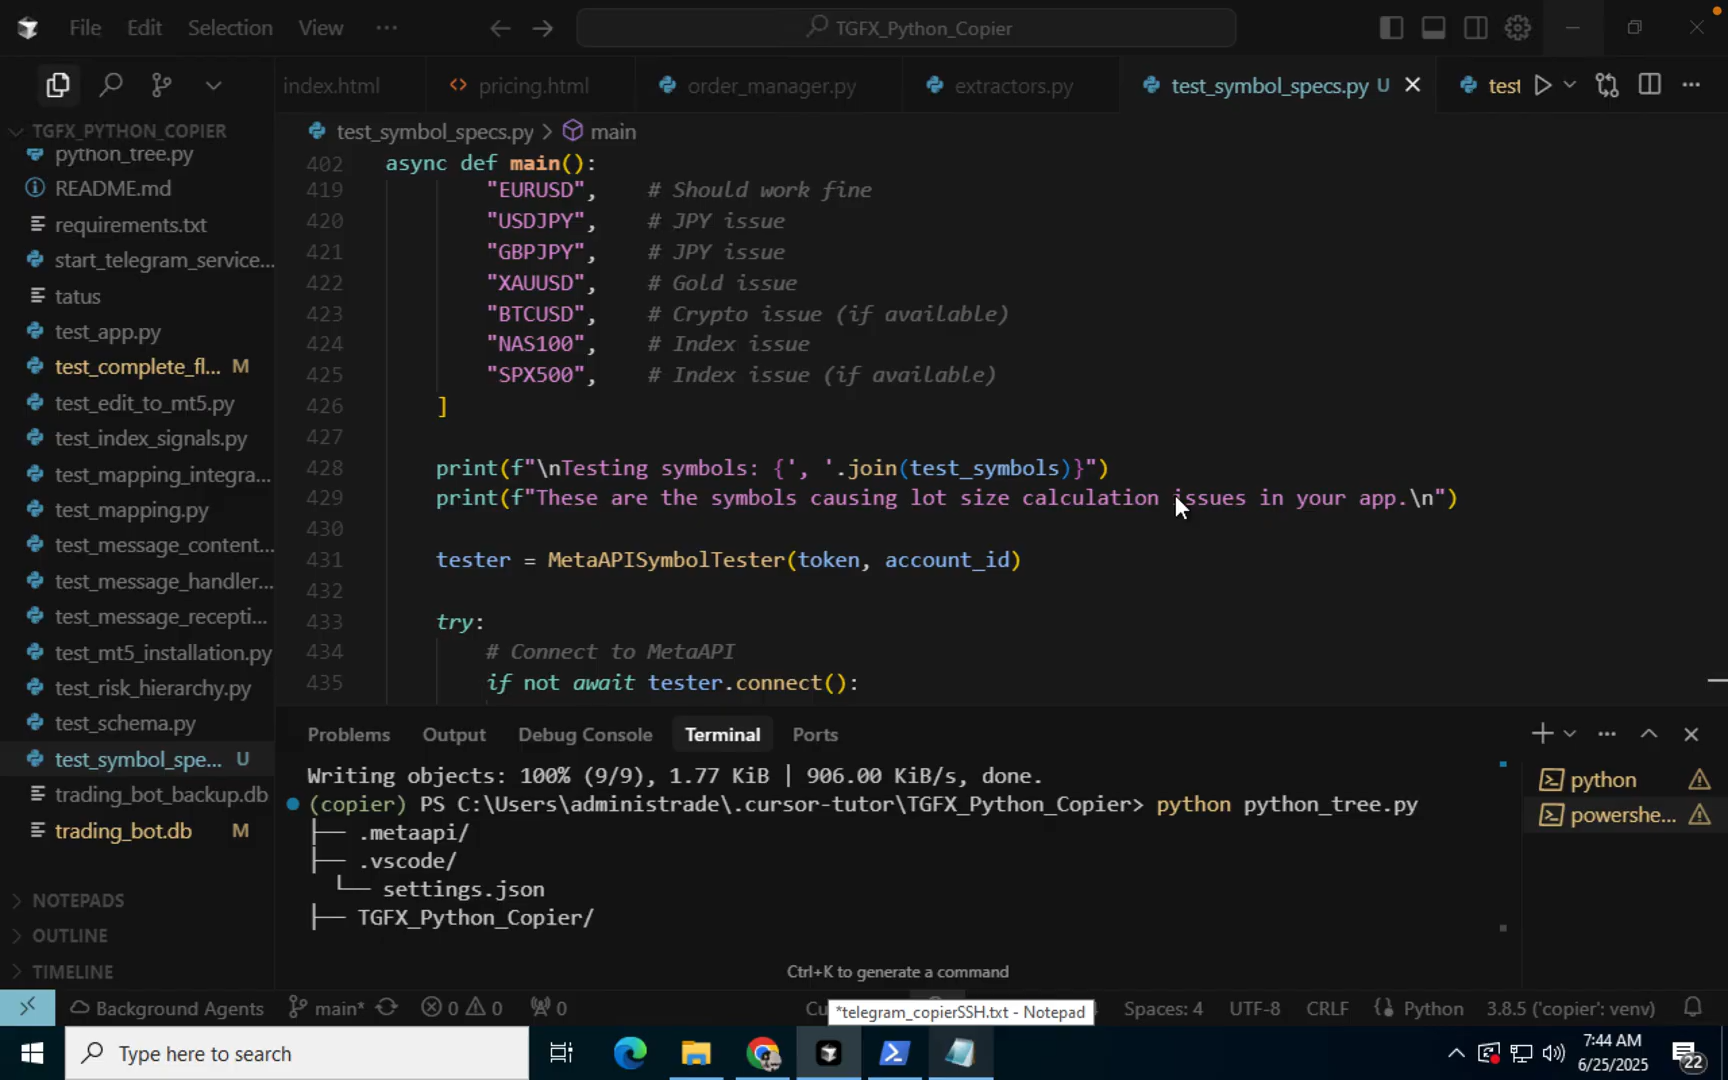 File Edit Selection View ··· TGFX_Python_Copier
index.html pricing.html order_manager.py extractors.py test_symbol_specs.py U test
TGFX_PYTHON_COPIER
python_tree.py
README.md
requirements.txt
start_telegram_service...
tatus
test_app.py
test_complete_fl... M
test_edit_to_mt5.py
test_index_signals.py
test_mapping_integra...
test_mapping.py
test_message_content...
test_message_handler...
test_message_recepti...
test_mt5_installation.py
test_risk_hierarchy.py
test_schema.py
test_symbol_spe... U
trading_bot_backup.db
trading_bot.db M
NOTEPADS
OUTLINE
TIMELINE
test_symbol_specs.py > main
402 async def main():
419 "EURUSD", # Should work fine
420 "USDJPY", # JPY issue
421 "GBPJPY", # JPY issue
422 "XAUUSD", # Gold issue
423 "BTCUSD", # Crypto issue (if available)
424 "NAS100", # Index issue
425 "SPX500", # Index issue (if available)
426 ]
427
428 print(f"\nTesting symbols: {', '.join(test_symbols)}")
429 print(f"These are the symbols causing lot size calculation issues in your app.\n")
430
431 tester = MetaAPISymbolTester(token, account_id)
432
433 try:
434 # Connect to MetaAPI
435 if not await tester.connect():
Problems Output Debug Console Terminal Ports
Writing objects: 100% (9/9), 1.77 KiB | 906.00 KiB/s, done.
(copier) PS C:\Users\administrade\.cursor-tutor\TGFX_Python_Copier> python python_tree.py
├── .metaapi/
├── .vscode/
└── settings.json
├── TGFX_Python_Copier/
Ctrl+K to generate a command
python
powershe...
Background Agents main* 0 0 0 Cu Spaces: 4 UTF-8 CRLF Python 3.8.5 ('copier': venv)
*telegram_copierSSH.txt - Notepad
Type here to search
7:44 AM
6/25/2025
22